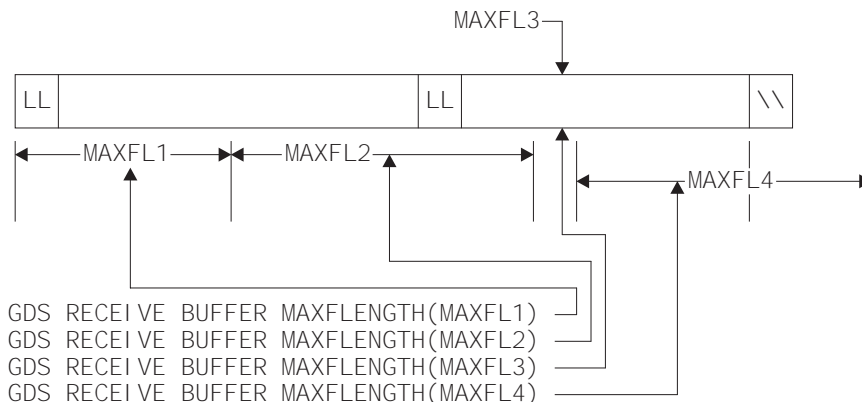 MAXFL3
LL LL \\
MAXFL1 MAXFL2
MAXFL4
GDS RECEIVE BUFFER MAXFLENGTH(MAXFL1)
GDS RECEIVE BUFFER MAXFLENGTH(MAXFL2)
GDS RECEIVE BUFFER MAXFLENGTH(MAXFL3)
GDS RECEIVE BUFFER MAXFLENGTH(MAXFL4)